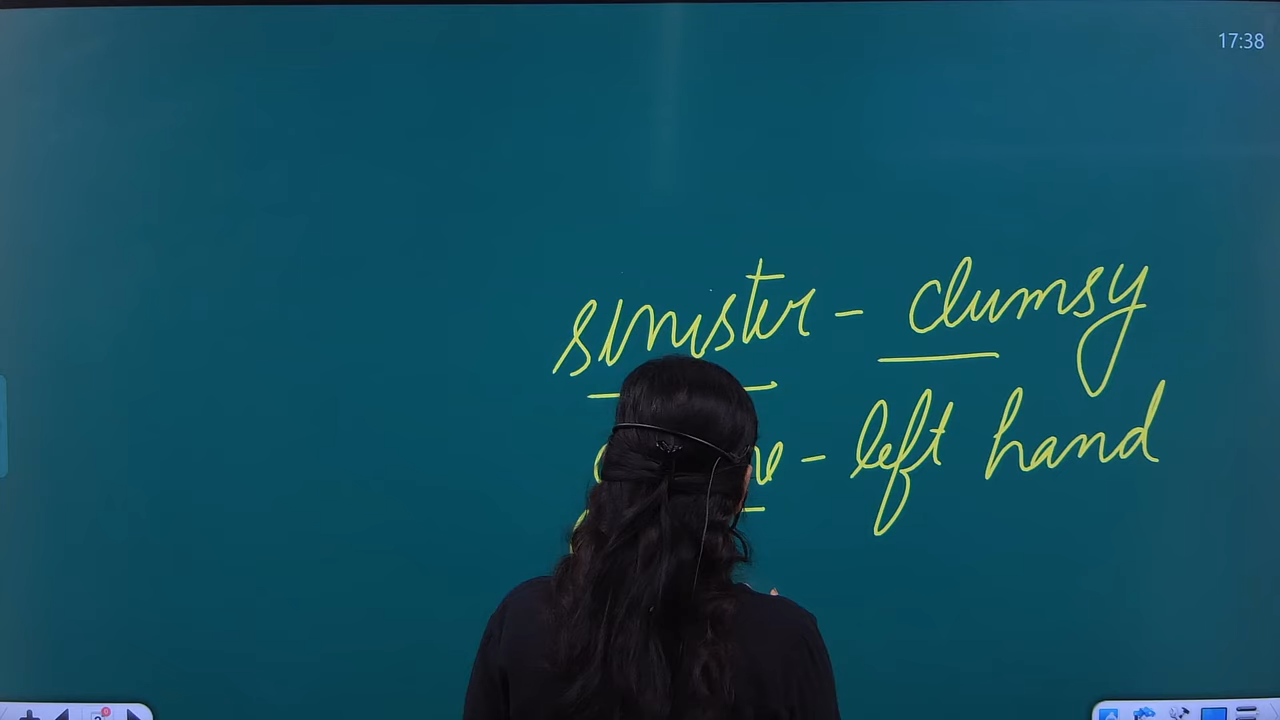 17:38
sinister - clumsy
- left hand